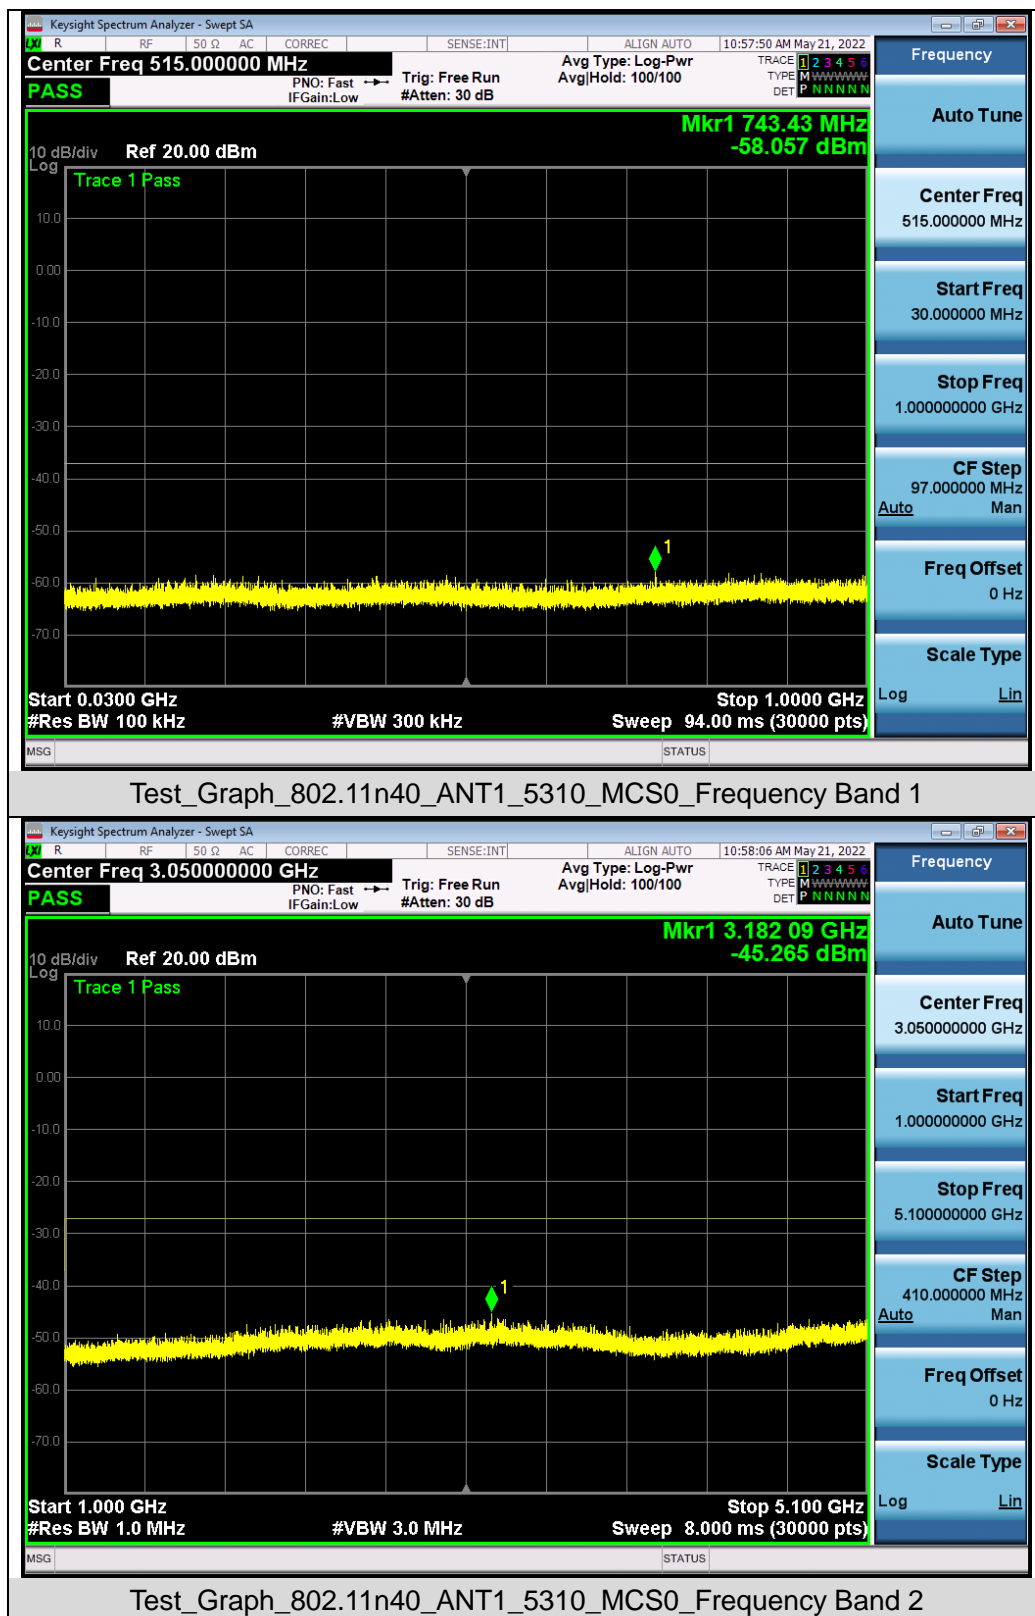 Keysight Spectrum Analyzer - Swept SA
LXI R RF 50 Ω AC CORREC SENSE:INT ALIGN AUTO 10:57:50 AM May 21, 2022
Center Freq 515.000000 MHz
PASS
PNO: Fast
IFGain:Low
Trig: Free Run
#Atten: 30 dB
Avg Type: Log-Pwr
Avg|Hold: 100/100
TRACE 1 2 3 4 5 6
TYPE M WWWWW
DET P N N N N N
Mkr1 743.43 MHz
-58.057 dBm
10 dB/div Ref 20.00 dBm
Log
Trace 1 Pass
10.0
0.00
-10.0
-20.0
-30.0
-40.0
-50.0
-60.0
-70.0
1
Start 0.0300 GHz Stop 1.0000 GHz
#Res BW 100 kHz #VBW 300 kHz Sweep 94.00 ms (30000 pts)
MSG STATUS
Frequency
Auto Tune
Center Freq
515.000000 MHz
Start Freq
30.000000 MHz
Stop Freq
1.000000000 GHz
CF Step
97.000000 MHz
Auto Man
Freq Offset
0 Hz
Scale Type
Log Lin
Test_Graph_802.11n40_ANT1_5310_MCS0_Frequency Band 1
Keysight Spectrum Analyzer - Swept SA
LXI R RF 50 Ω AC CORREC SENSE:INT ALIGN AUTO 10:58:06 AM May 21, 2022
Center Freq 3.050000000 GHz
PASS
PNO: Fast
IFGain:Low
Trig: Free Run
#Atten: 30 dB
Avg Type: Log-Pwr
Avg|Hold: 100/100
TRACE 1 2 3 4 5 6
TYPE M WWWWW
DET P N N N N N
Mkr1 3.182 09 GHz
-45.265 dBm
10 dB/div Ref 20.00 dBm
Log
Trace 1 Pass
10.0
0.00
-10.0
-20.0
-30.0
-40.0
-50.0
-60.0
-70.0
1
Start 1.000 GHz Stop 5.100 GHz
#Res BW 1.0 MHz #VBW 3.0 MHz Sweep 8.000 ms (30000 pts)
MSG STATUS
Frequency
Auto Tune
Center Freq
3.050000000 GHz
Start Freq
1.000000000 GHz
Stop Freq
5.100000000 GHz
CF Step
410.000000 MHz
Auto Man
Freq Offset
0 Hz
Scale Type
Log Lin
Test_Graph_802.11n40_ANT1_5310_MCS0_Frequency Band 2